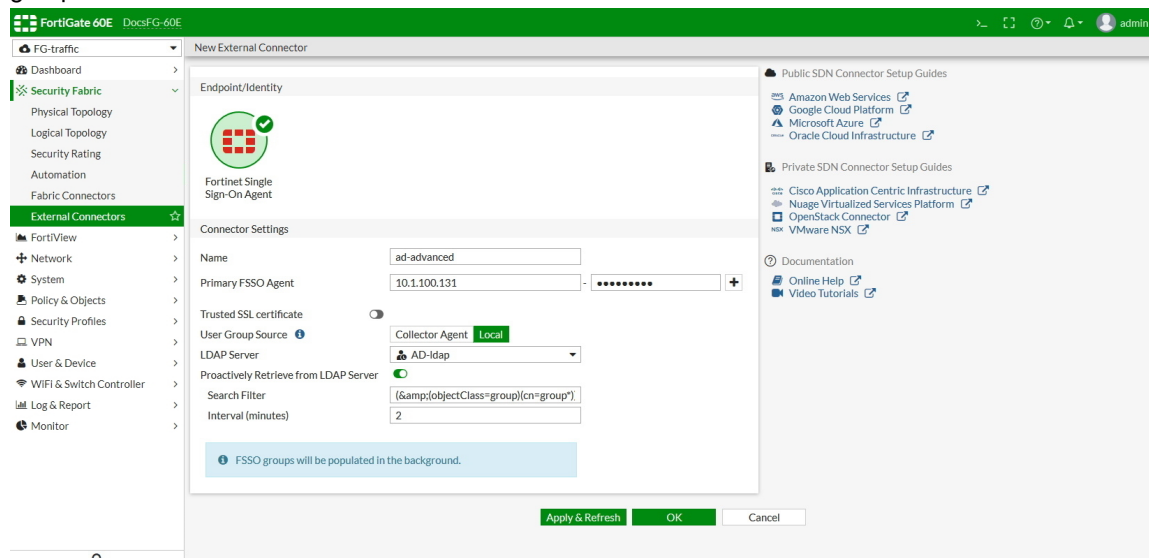 FortiGate 60E DocsFG-60E
>_ admin
FG-traffic
New External Connector
Dashboard
Security Fabric
Physical Topology
Logical Topology
Security Rating
Automation
Fabric Connectors
External Connectors
FortiView
Network
System
Policy & Objects
Security Profiles
VPN
User & Device
WiFi & Switch Controller
Log & Report
Monitor
Endpoint/Identity
Fortinet Single
Sign-On Agent
Connector Settings
Name ad-advanced
Primary FSSO Agent 10.1.100.131 - ●●●●●●●●● +
Trusted SSL certificate
User Group Source Collector Agent Local
LDAP Server AD-ldap
Proactively Retrieve from LDAP Server
Search Filter (&amp;(objectClass=group)(cn=group*)
Interval (minutes) 2
FSSO groups will be populated in the background.
Apply & Refresh OK Cancel
Public SDN Connector Setup Guides
aws Amazon Web Services
Google Cloud Platform
Microsoft Azure
Oracle Cloud Infrastructure
Private SDN Connector Setup Guides
Cisco Application Centric Infrastructure
Nuage Virtualized Services Platform
OpenStack Connector
NSX VMware NSX
Documentation
Online Help
Video Tutorials